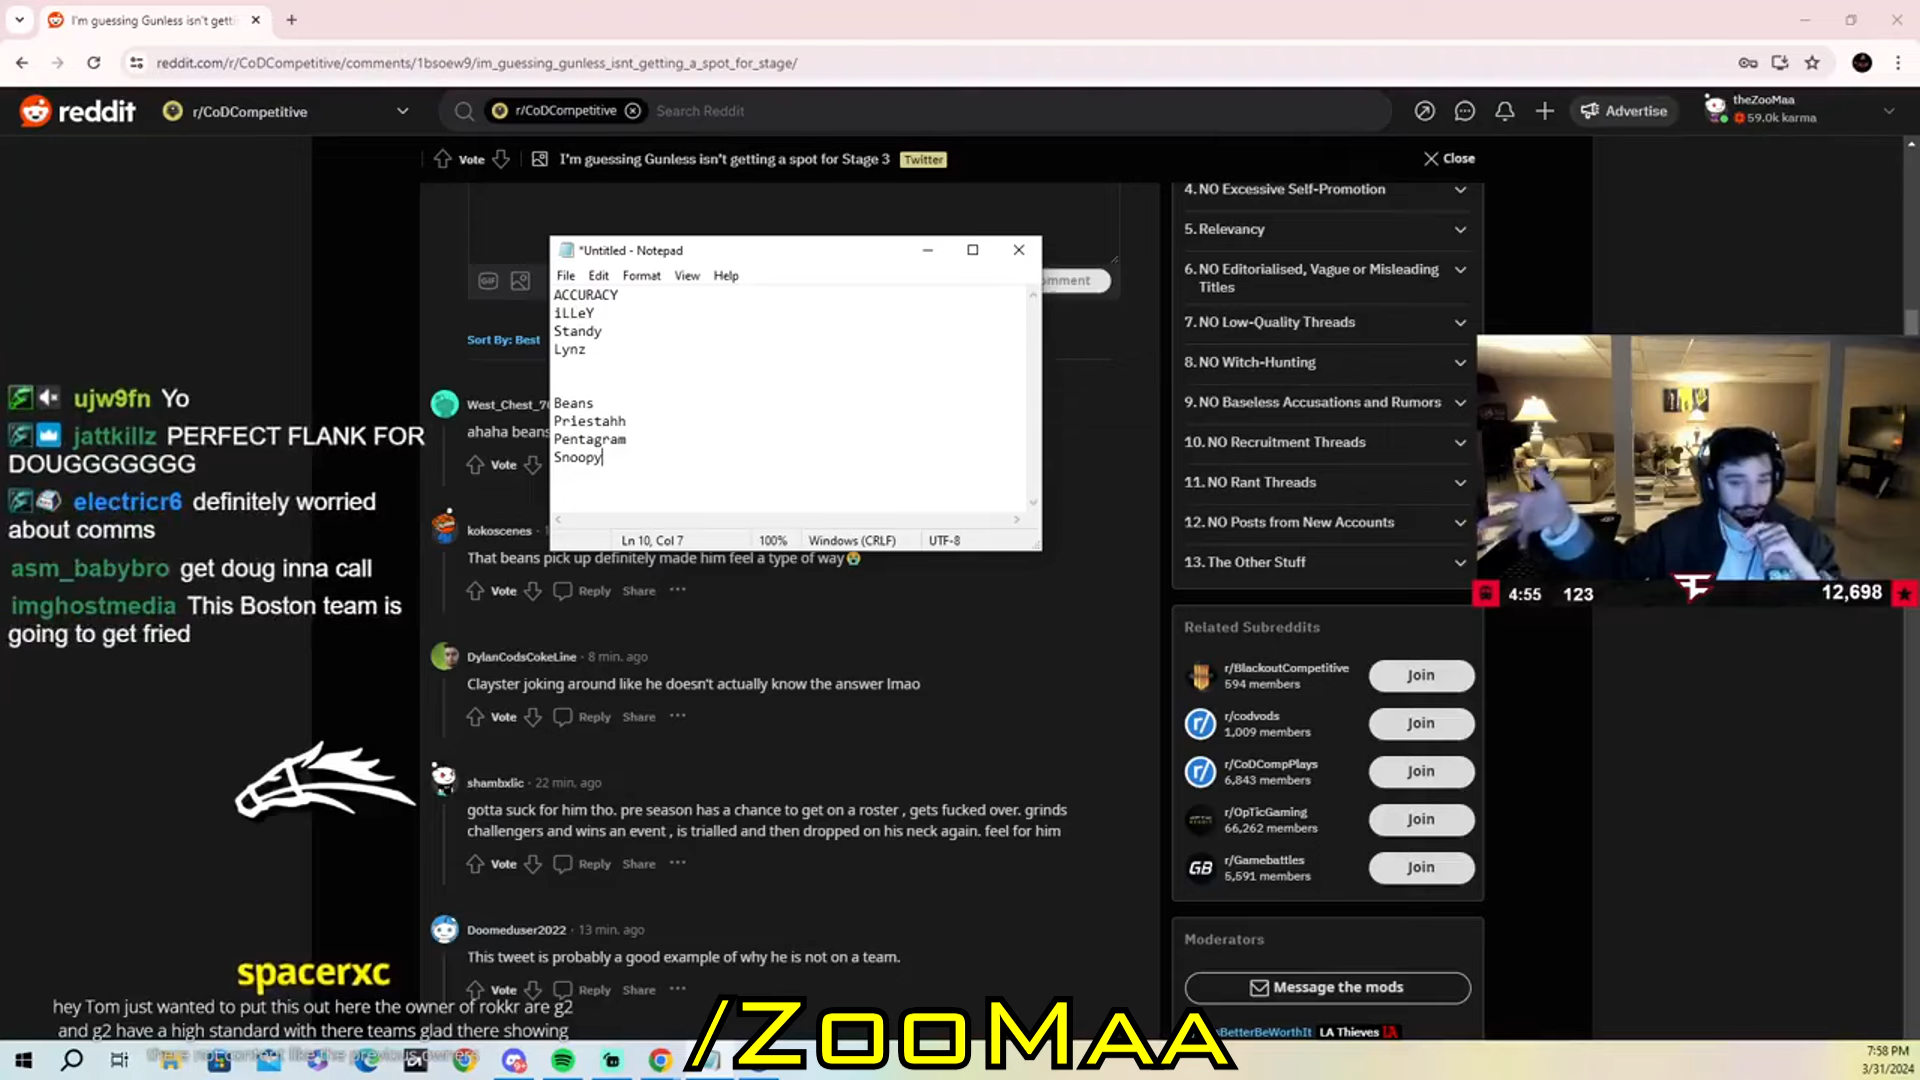 I'm guessing Gunless isn't getti
reddit.com/r/CoDCompetitive/comments/1bsoew9/im_guessing_gunless_isnt_getting_a_spot_for_stage/
reddit
r/CoDCompetitive
r/CoDCompetitive
Search Reddit
Advertise
theZooMaa
59.0k karma
Vote
I'm guessing Gunless isn't getting a spot for Stage 3
Twitter
Close
GIF
mment
Sort By: Best
*Untitled - Notepad
File Edit Format View Help
ACCURACY
iLLeY
Standy
Lynz
Beans
Priestahh
Pentagram
Snoopy
Ln 10, Col 7
100%
Windows (CRLF)
UTF-8
West_Chest_7
ahaha beans
Vote
kokoscenes
That beans pick up definitely made him feel a type of way
Vote Reply Share
DylanCodsCokeLine · 8 min. ago
Clayster joking around like he doesn't actually know the answer lmao
Vote Reply Share
shambxlic · 22 min. ago
gotta suck for him tho. pre season has a chance to get on a roster , gets fucked over. grinds
challengers and wins an event , is trialled and then dropped on his neck again. feel for him
Vote Reply Share
Doomeduser2022 · 13 min. ago
This tweet is probably a good example of why he is not on a team.
Vote Reply Share
4. NO Excessive Self-Promotion
5. Relevancy
6. NO Editorialised, Vague or Misleading
Titles
7. NO Low-Quality Threads
8. NO Witch-Hunting
9. NO Baseless Accusations and Rumors
10. NO Recruitment Threads
11. NO Rant Threads
12. NO Posts from New Accounts
13. The Other Stuff
Related Subreddits
r/BlackoutCompetitive
594 members
Join
r/codvods
1,009 members
Join
r/CoDCompPlays
6,843 members
Join
r/OpTicGaming
66,262 members
Join
GB
r/Gamebattles
5,591 members
Join
Moderators
Message the mods
BetterBeWorthIt
LA Thieves
ujw9fn Yo
jattkillz PERFECT FLANK FOR
DOUGGGGGGG
electricr6 definitely worried
about comms
asm_babybro get doug inna call
imghostmedia This Boston team is
going to get fried
spacerxc
hey Tom just wanted to put this out here the owner of rokkr are g2
and g2 have a high standard with there teams glad there showing
4:55
123
12,698
/ZooMaa
7:58 PM
3/31/2024